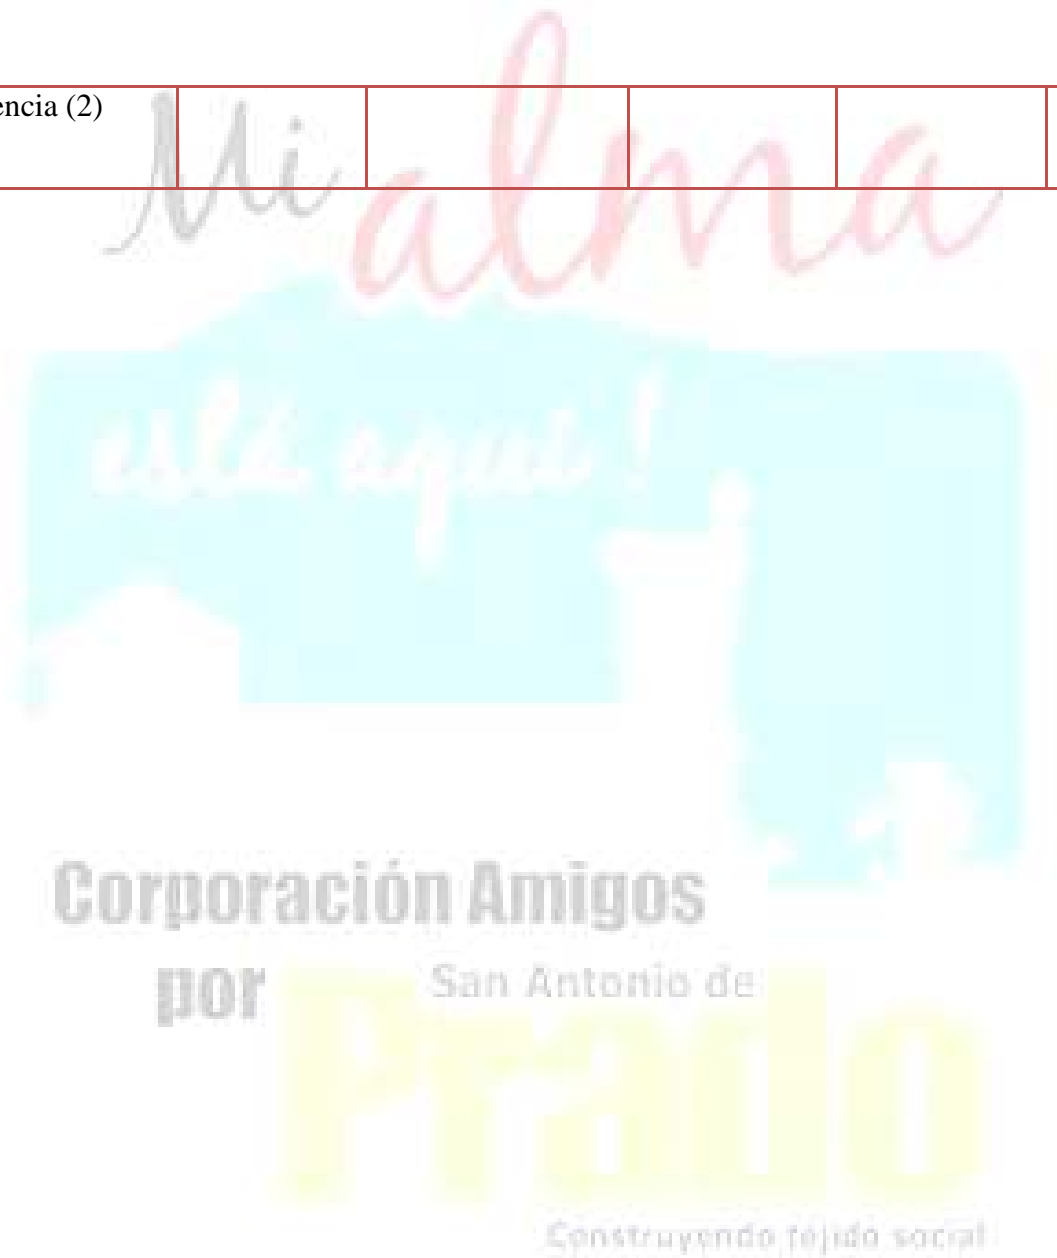 encia (2)
Mi alma
está aquí !
Corporación Amigos
por San Antonio de
Prado
Construyendo tejido social